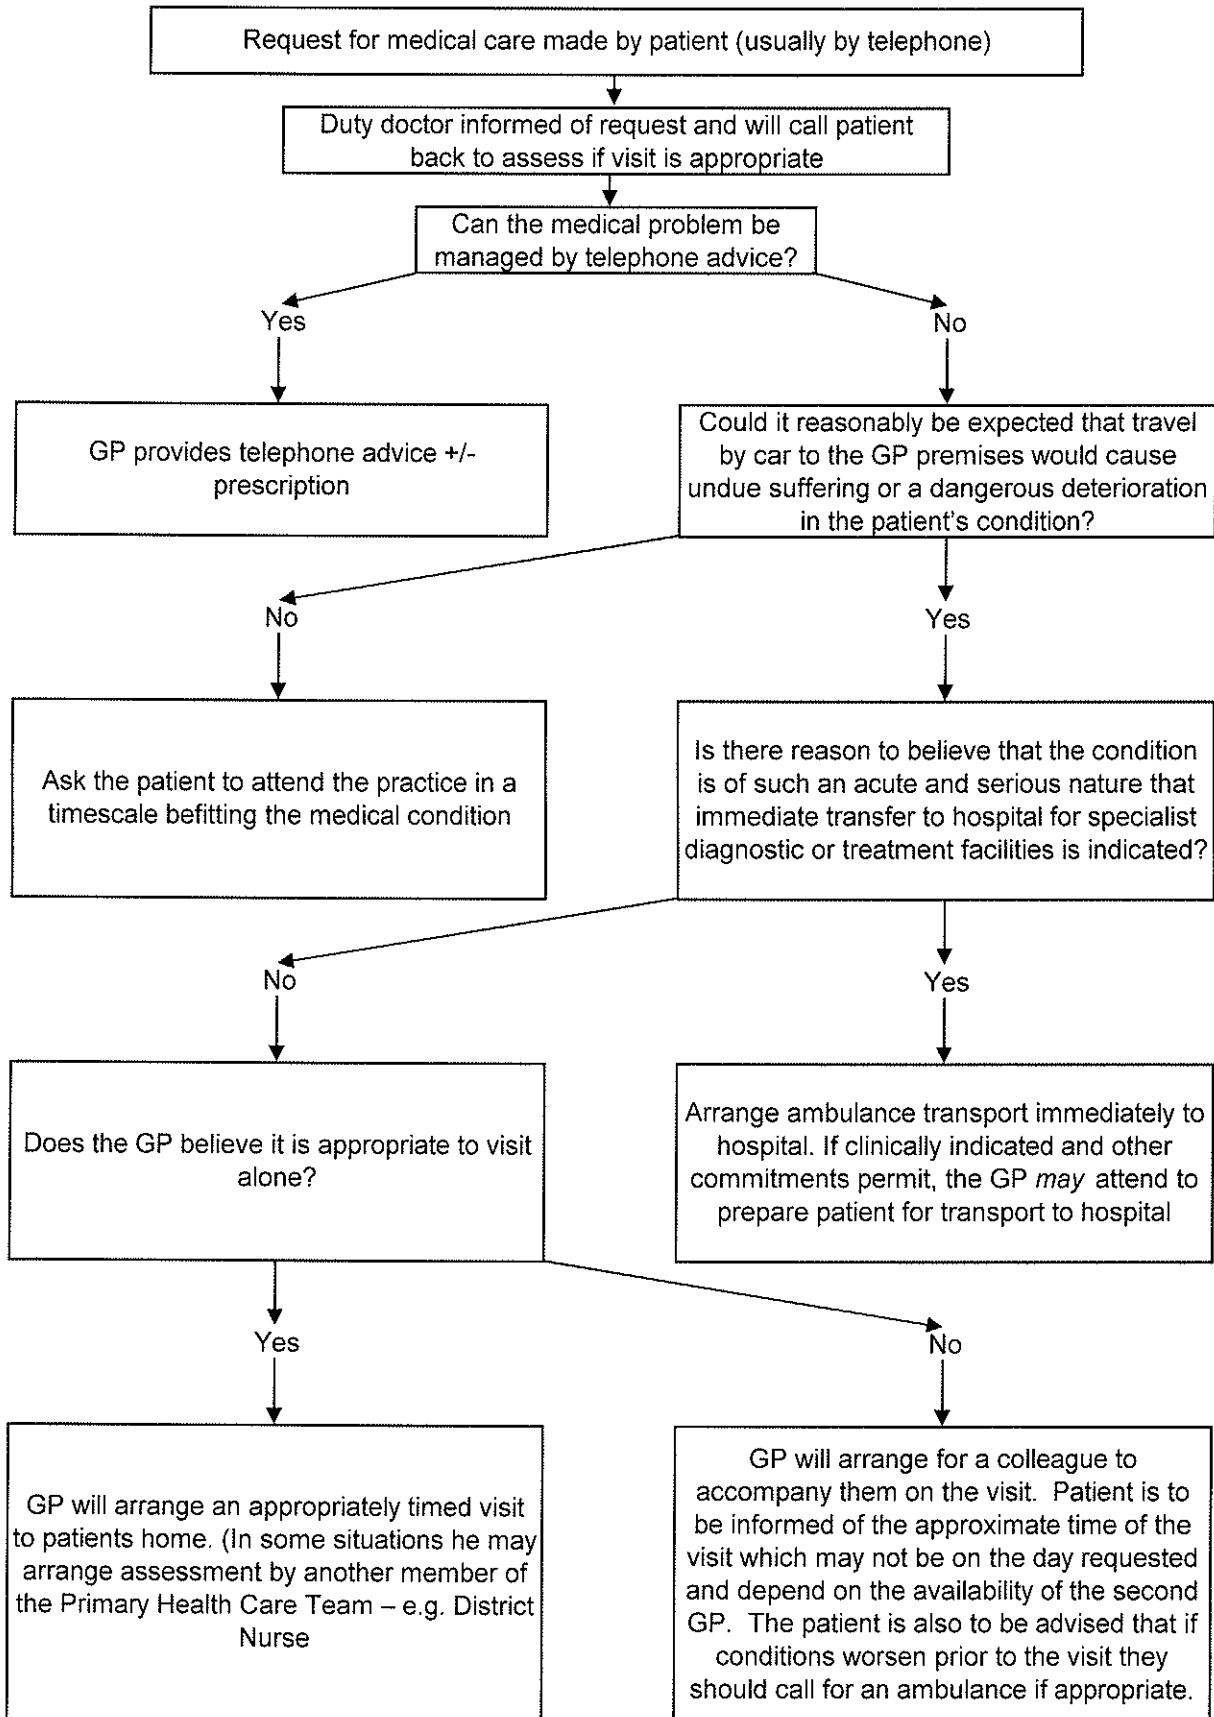 Request for medical care made by patient (usually by telephone)
Duty doctor informed of request and will call patient
back to assess if visit is appropriate
Can the medical problem be
managed by telephone advice?
Yes
No
GP provides telephone advice +/-
prescription
Could it reasonably be expected that travel
by car to the GP premises would cause
undue suffering or a dangerous deterioration
in the patient's condition?
No
Yes
Ask the patient to attend the practice in a
timescale befitting the medical condition
Is there reason to believe that the condition
is of such an acute and serious nature that
immediate transfer to hospital for specialist
diagnostic or treatment facilities is indicated?
No
Yes
Does the GP believe it is appropriate to visit
alone?
Arrange ambulance transport immediately to
hospital. If clinically indicated and other
commitments permit, the GP may attend to
prepare patient for transport to hospital
Yes
No
GP will arrange an appropriately timed visit
to patients home. (In some situations he may
arrange assessment by another member of
the Primary Health Care Team – e.g. District
Nurse
GP will arrange for a colleague to
accompany them on the visit. Patient is to
be informed of the approximate time of the
visit which may not be on the day requested
and depend on the availability of the second
GP. The patient is also to be advised that if
conditions worsen prior to the visit they
should call for an ambulance if appropriate.